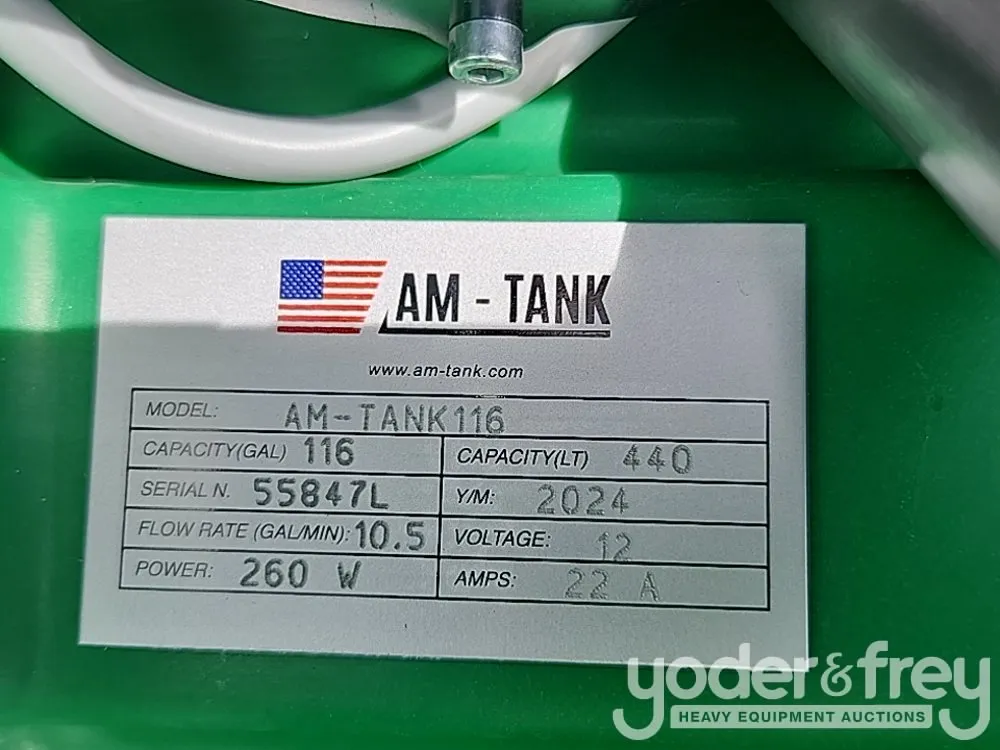 AM - TANK
www.am-tank.com
MODEL: AM-TANK116
CAPACITY(GAL) 116 CAPACITY(LT) 440
SERIAL N. 55847L Y/M: 2024
FLOW RATE (GAL/MIN): 10.5 VOLTAGE: 12
POWER: 260 W AMPS: 22 A
yoder&frey
HEAVY EQUIPMENT AUCTIONS